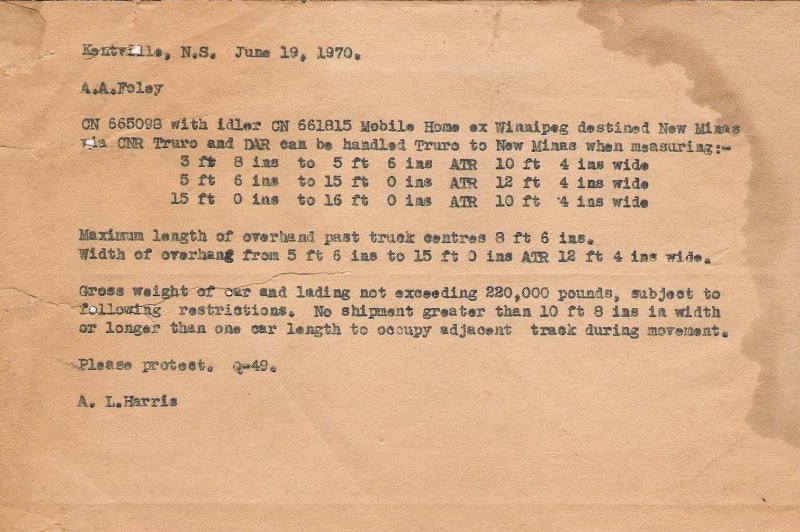 Kentville, N.S. June 19, 1970.
A.A.Foley
CN 665098 with idler CN 661815 Mobile Home ex Winnipeg destined New Minas
via CNR Truro and DAR can be handled Truro to New Minas when measuring:-
3 ft 8 ins to 5 ft 6 ins ATR 10 ft 4 ins wide
5 ft 6 ins to 15 ft 0 ins ATR 12 ft 4 ins wide
15 ft 0 ins to 16 ft 0 ins ATR 10 ft 4 ins wide
Maximum length of overhand past truck centres 8 ft 6 ins.
Width of overhang from 5 ft 6 ins to 15 ft 0 ins ATR 12 ft 4 ins wide.
Gross weight of car and lading not exceeding 220,000 pounds, subject to
following restrictions. No shipment greater than 10 ft 8 ins in width
or longer than one car length to occupy adjacent track during movement.
Please protect. Q-49.
A. L.Harris